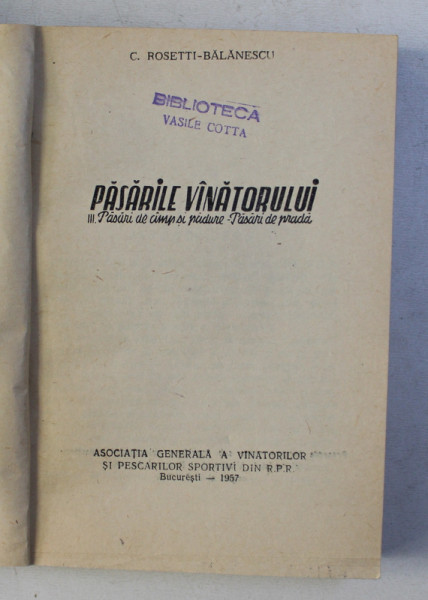 C. ROSETTI-BĂLĂNESCU
BIBLIOTECA
VASILE COTTA
PĂSĂRILE VÎNĂTORULUI
III. Păsări de cîmp și pădure - Păsări de pradă
ASOCIAȚIA GENERALĂ A VINATORILOR
ȘI PESCARILOR SPORTIVI DIN R.P.R.
București — 1957